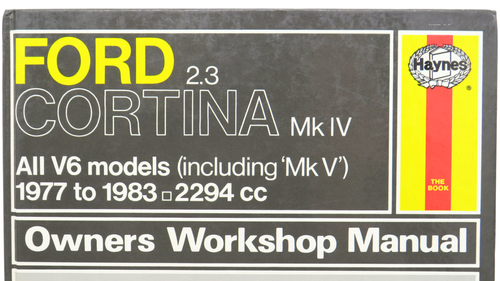 FORD 2.3
CORTINA Mk IV
All V6 models (including 'Mk V')
1977 to 1983 □ 2294 cc
Haynes
®
THE
BOOK
Owners Workshop Manual